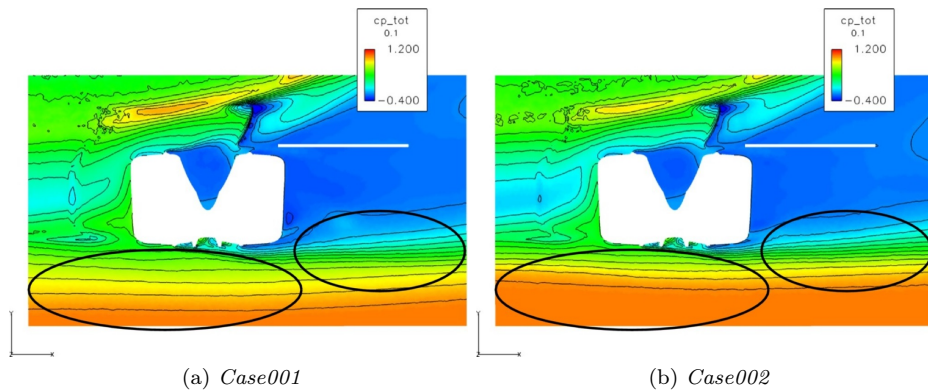 cp_tot
0.1
1.200
-0.400
cp_tot
0.1
1.200
-0.400
Y
Z
X
Y
Z
X
(a) Case001
(b) Case002